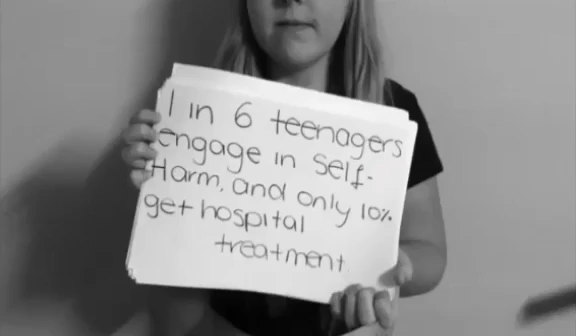 1 in 6 teenagers
engage in Self-
Harm, and only 10%
get hospital
treatment